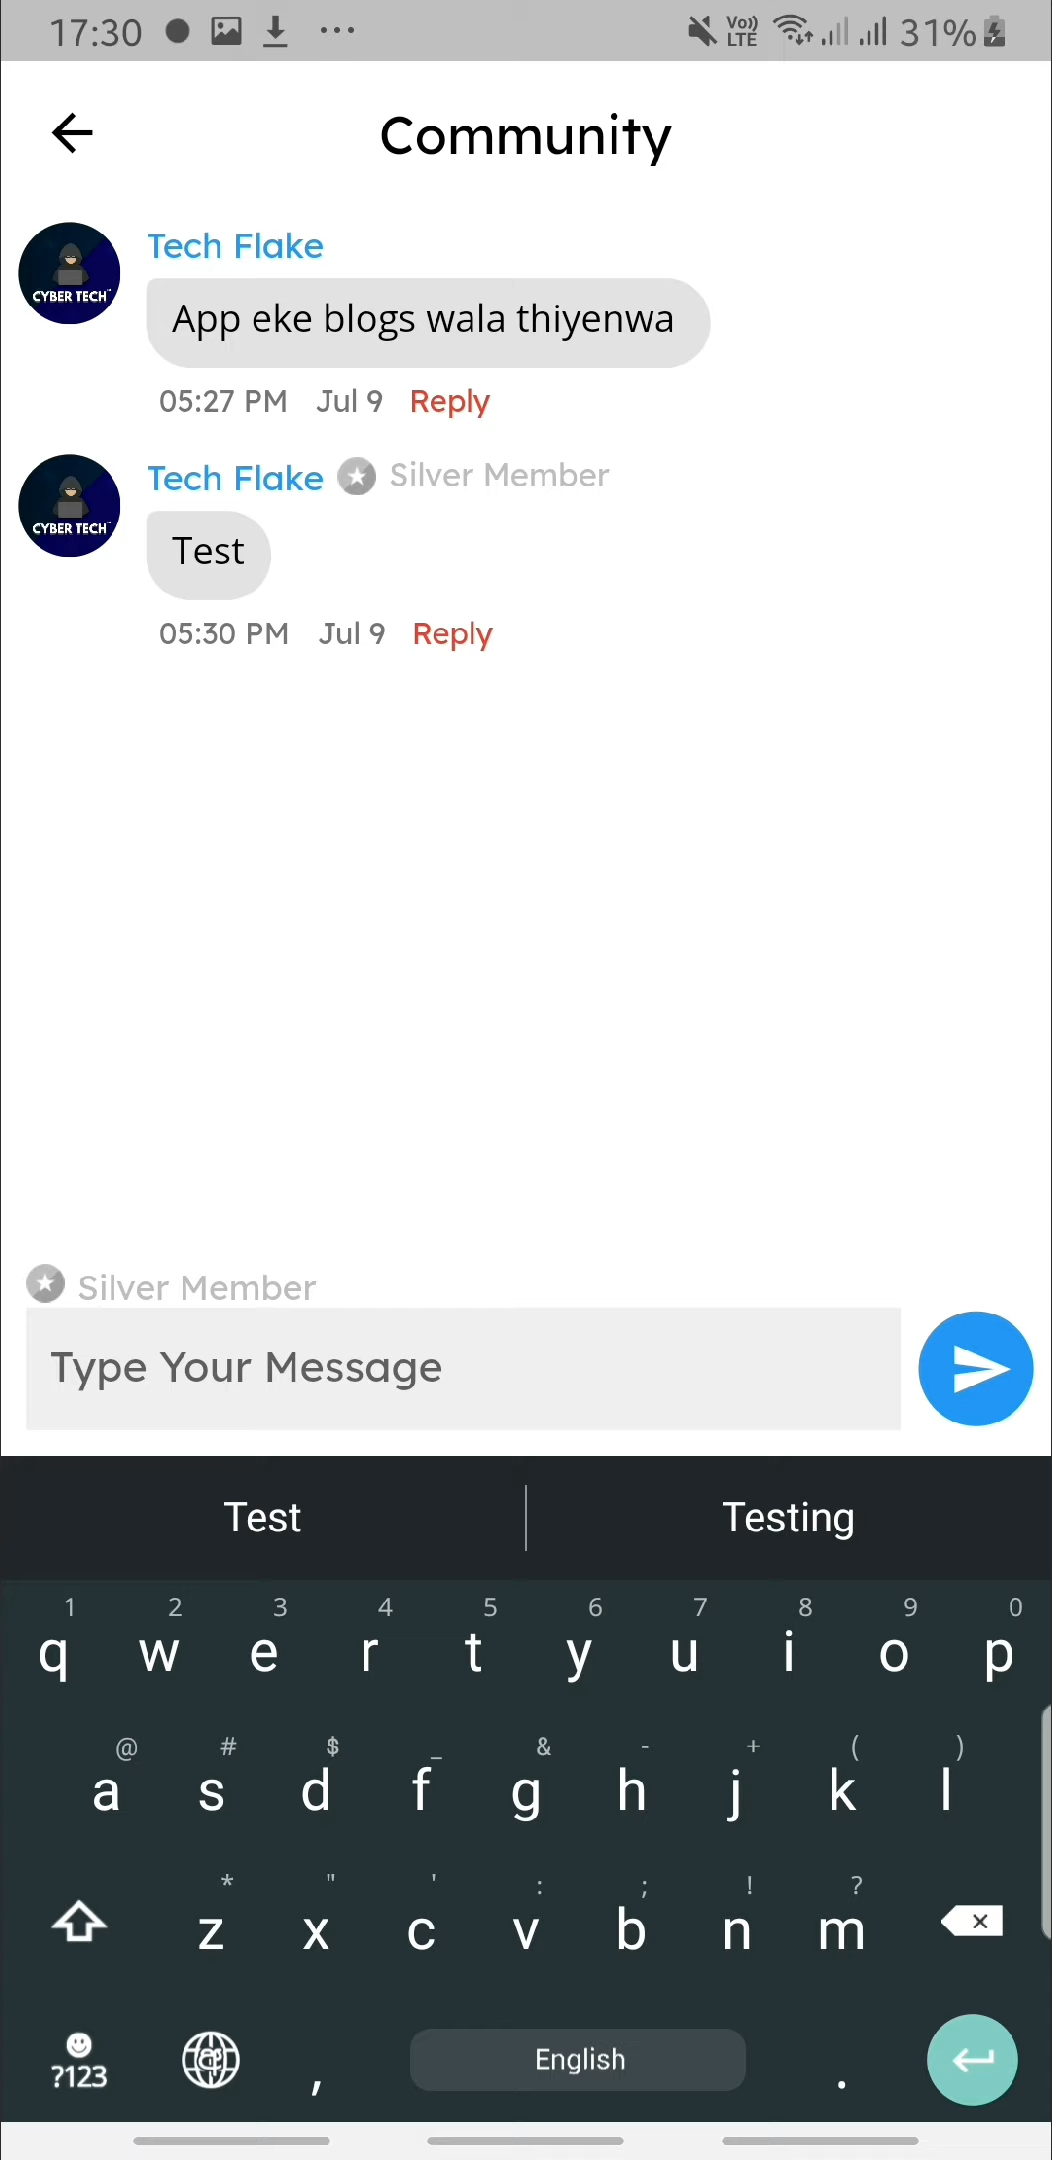 17:30 31%
Vo)) LTE
Community
Tech Flake
CYBER TECH
App eke blogs wala thiyenwa
05:27 PM Jul 9 Reply
Tech Flake Silver Member
CYBER TECH
Test
05:30 PM Jul 9 Reply
Silver Member
Type Your Message
Test Testing
1 2 3 4 5 6 7 8 9 0
q w e r t y u i o p
@ # $ _ & - + ( )
a s d f g h j k l
* " ' : ; ! ?
z x c v b n m
?123 , English .